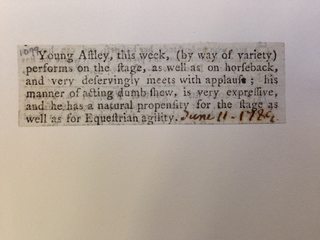 Young Astley, this week, (by way of variety)
performs on the stage, as well as on horseback,
and very deservingly meets with applause; his
manner of acting dumb shew, is very expressive,
and he has a natural propensity for the stage as
well as for Equestrian agility. June 11 - 1789